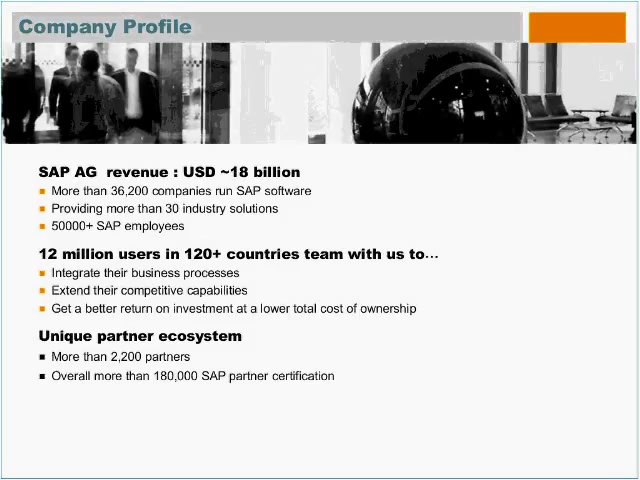 Company Profile
SAP AG revenue : USD ~18 billion
More than 36,200 companies run SAP software
Providing more than 30 industry solutions
50000+ SAP employees
12 million users in 120+ countries team with us to…
Integrate their business processes
Extend their competitive capabilities
Get a better return on investment at a lower total cost of ownership
Unique partner ecosystem
More than 2,200 partners
Overall more than 180,000 SAP partner certification